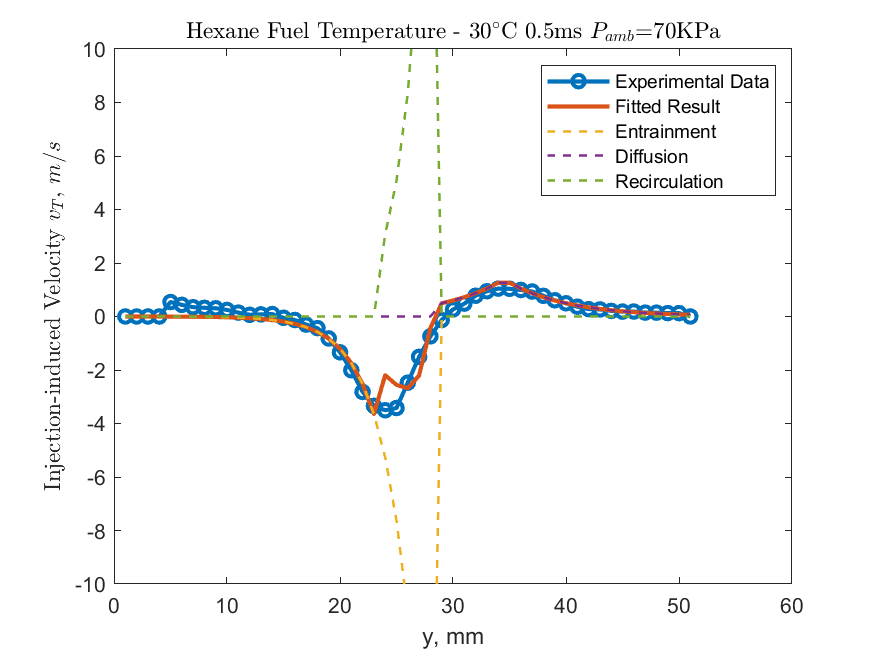 Hexane Fuel Temperature - 30°C 0.5ms P_amb=70KPa
10
8
6
4
2
0
-2
-4
-6
-8
-10
Injection-induced Velocity v_T, m/s
Experimental Data
Fitted Result
Entrainment
Diffusion
Recirculation
0 10 20 30 40 50 60
y, mm